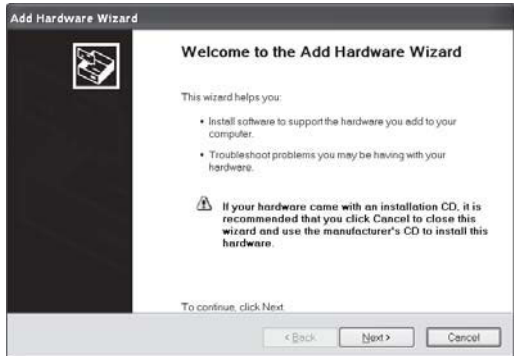 Add Hardware Wizard
Welcome to the Add Hardware Wizard
This wizard helps you:
• Install software to support the hardware you add to your
computer.
• Troubleshoot problems you may be having with your
hardware.
If your hardware came with an installation CD, it is
recommended that you click Cancel to close this
wizard and use the manufacturer's CD to install this
hardware.
To continue, click Next.
< Back
Next >
Cancel